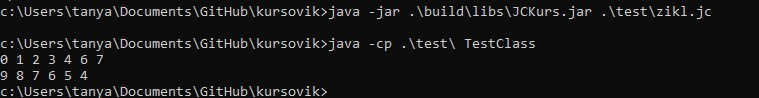 c:\Users\tanya\Documents\GitHub\kursovik>java -jar .\build\libs\JCKurs.jar .\test\zikl.jc
c:\Users\tanya\Documents\GitHub\kursovik>java -cp .\test\ TestClass
0 1 2 3 4 6 7
9 8 7 6 5 4
c:\Users\tanya\Documents\GitHub\kursovik>